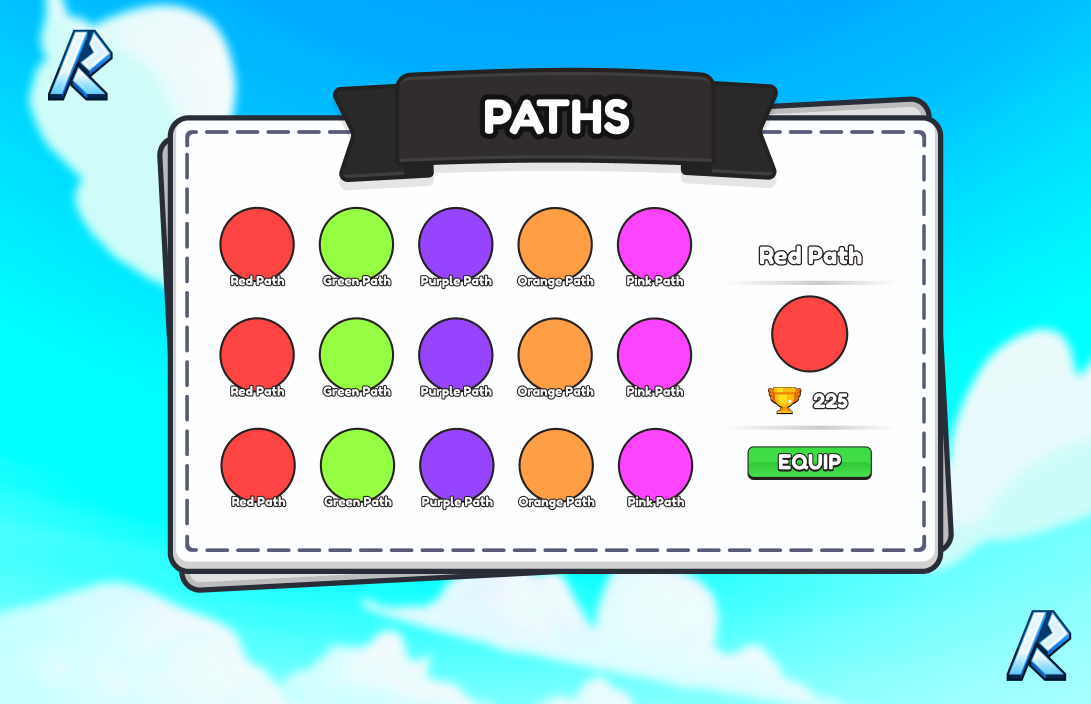 R
PATHS
Red Path
Green Path
Purple Path
Orange Path
Pink Path
Red Path
Green Path
Purple Path
Orange Path
Pink Path
Red Path
Green Path
Purple Path
Orange Path
Pink Path
Red Path
225
EQUIP
R